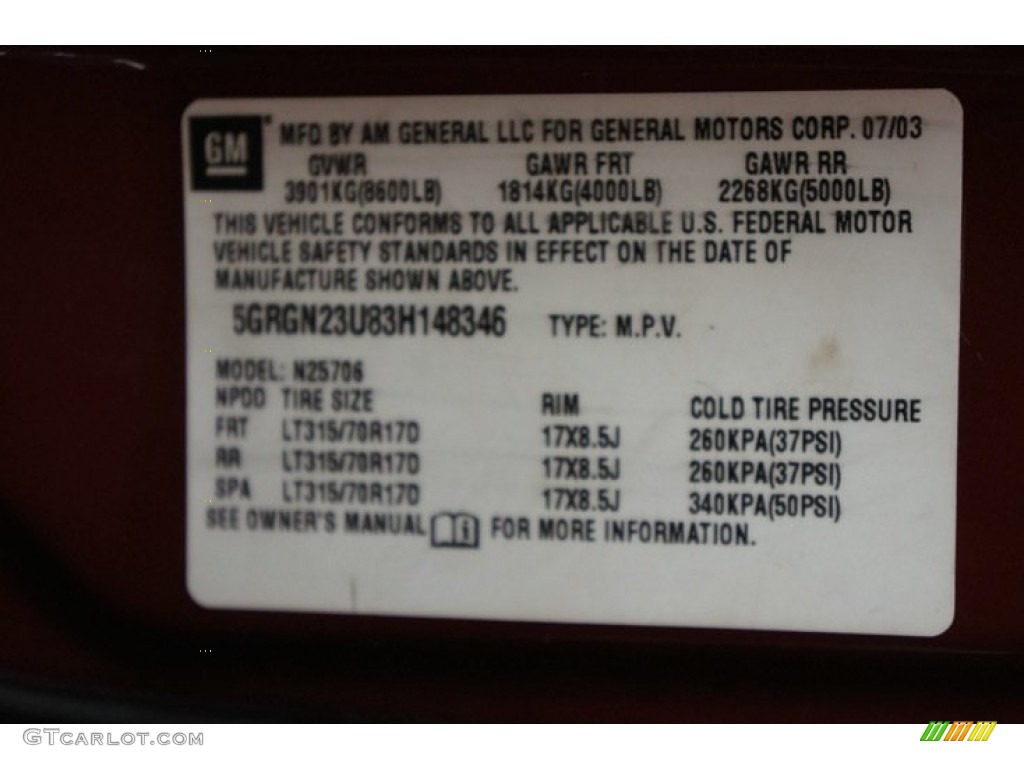 GM MFD BY AM GENERAL LLC FOR GENERAL MOTORS CORP. 07/03
GVWR GAWR FRT GAWR RR
3901KG(8600LB) 1814KG(4000LB) 2268KG(5000LB)
THIS VEHICLE CONFORMS TO ALL APPLICABLE U.S. FEDERAL MOTOR
VEHICLE SAFETY STANDARDS IN EFFECT ON THE DATE OF
MANUFACTURE SHOWN ABOVE.
5GRGN23U83H148346 TYPE: M.P.V.
MODEL: N25706
NPDD TIRE SIZE RIM COLD TIRE PRESSURE
FRT LT315/70R17D 17X8.5J 260KPA(37PSI)
RR LT315/70R17D 17X8.5J 260KPA(37PSI)
SPA LT315/70R17D 17X8.5J 340KPA(50PSI)
SEE OWNER'S MANUAL i FOR MORE INFORMATION.
GTCARLOT.COM